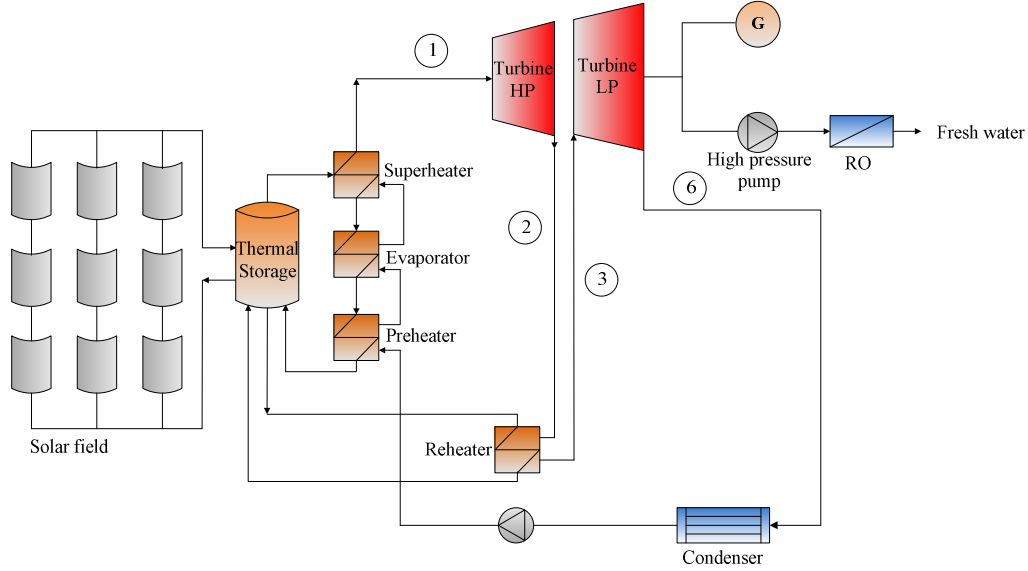 1
G
Turbine
HP
Turbine
LP
Fresh water
High pressure
pump
RO
Superheater
6
2
Thermal
Storage
Evaporator
3
Preheater
Solar field
Reheater
Condenser